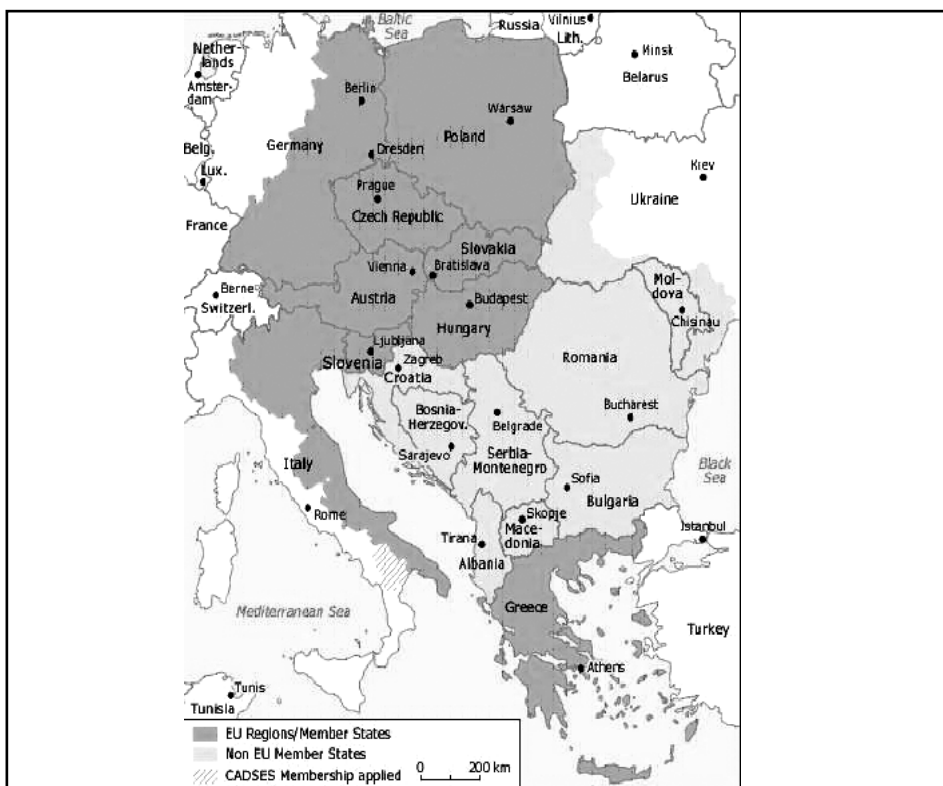 Baltic
Sea
Russia
Vilnius
Lith.
Nether-
lands
Amster-
dam
Minsk
Belarus
Berlin
Warsaw
Poland
Germany
Dresden
Belg.
Lux.
Kiev
Ukraine
Prague
Czech Republic
France
Slovakia
Vienna
Bratislava
Mol-
dova
Berne
Switzerl.
Austria
Budapest
Hungary
Chisinau
Ljubljana
Slovenia
Zagreb
Croatia
Romania
Bosnia-
Herzegov.
Belgrade
Bucharest
Sarajevo
Serbia-
Montenegro
Italy
Black
Sea
Sofia
Bulgaria
Rome
Skopje
Mace-
donia
Istanbul
Tirana
Albania
Mediterranean Sea
Greece
Turkey
Athens
Tunis
Tunisia
EU Regions/Member States
Non EU Member States
CADSES Membership applied
0 200 km